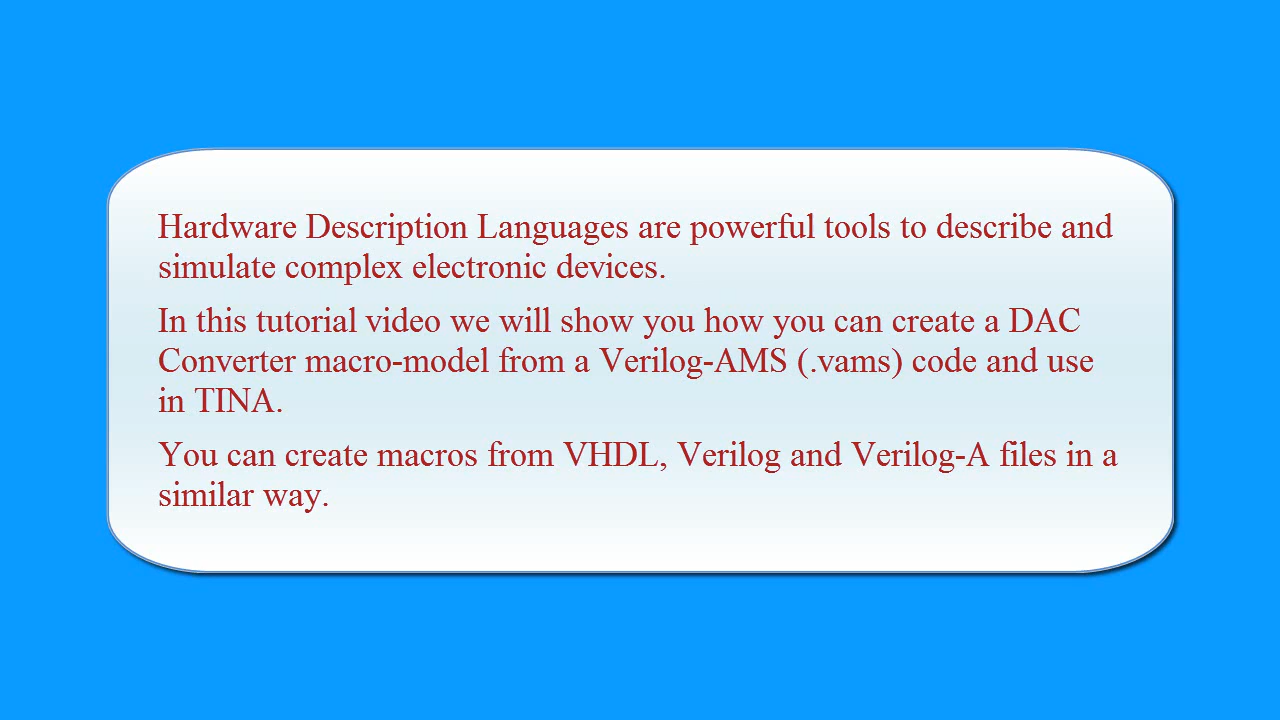 Hardware Description Languages are powerful tools to describe and
simulate complex electronic devices.
In this tutorial video we will show you how you can create a DAC
Converter macro-model from a Verilog-AMS (.vams) code and use
in TINA.
You can create macros from VHDL, Verilog and Verilog-A files in a
similar way.